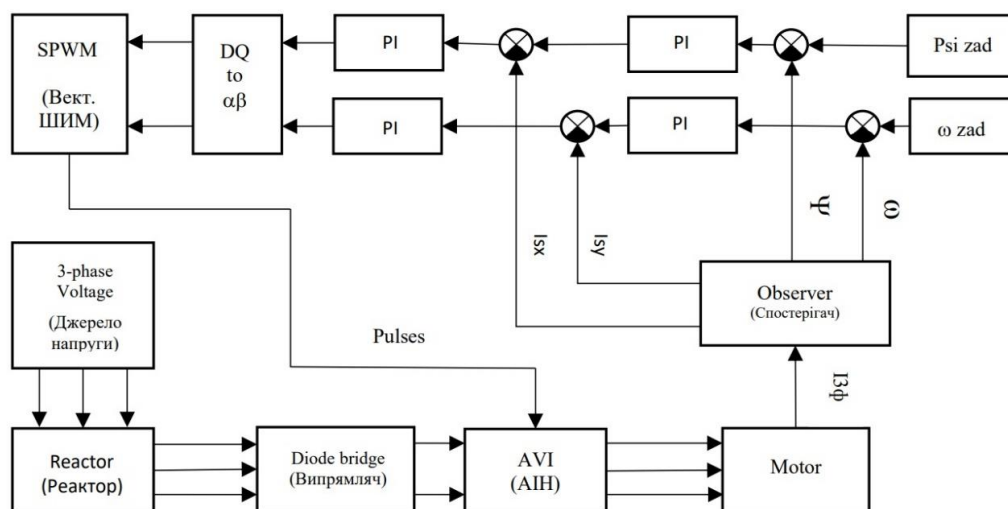 SPWM
(Вект.
ШИМ)
DQ
to
αβ
PI
PI
Psi zad
PI
PI
ω zad
Isx
Isy
Ψ
ω
3-phase
Voltage
(Джерело
напруги)
Pulses
Observer
(Спостерігач)
I3ф
Reactor
(Реактор)
Diode bridge
(Випрямляч)
AVI
(АІН)
Motor